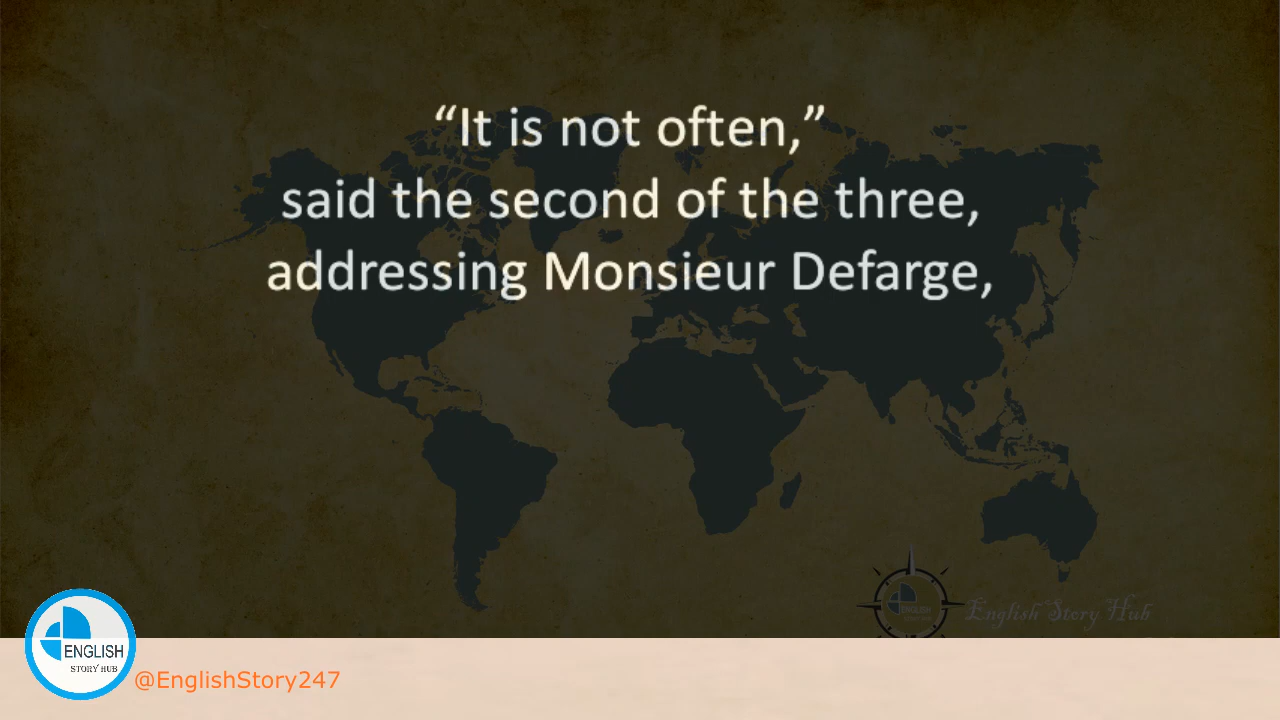 “It is not often,”
said the second of the three,
addressing Monsieur Defarge,
English Story Hub
ENGLISH
STORY HUB
@EnglishStory247